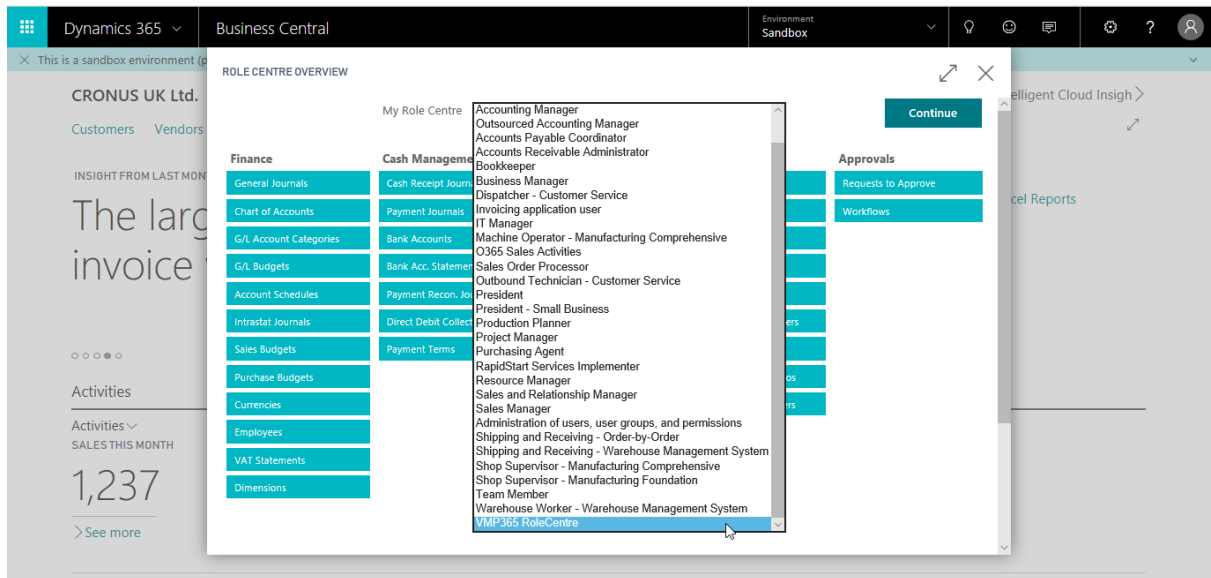 Dynamics 365
Business Central
Environment
Sandbox
?
This is a sandbox environment (p
ROLE CENTRE OVERVIEW
CRONUS UK Ltd.
elligent Cloud Insigh
My Role Centre
Continue
Customers Vendors
Finance
General Journals
Chart of Accounts
G/L Account Categories
G/L Budgets
Account Schedules
Intrastat Journals
Sales Budgets
Purchase Budgets
Currencies
Employees
VAT Statements
Dimensions
Cash Manageme
Cash Receipt Journ
Payment Journals
Bank Accounts
Bank Acc. Statemen
Payment Recon. Jou
Direct Debit Collect
Payment Terms
Accounting Manager
Outsourced Accounting Manager
Accounts Payable Coordinator
Accounts Receivable Administrator
Bookkeeper
Business Manager
Dispatcher - Customer Service
Invoicing application user
IT Manager
Machine Operator - Manufacturing Comprehensive
O365 Sales Activities
Sales Order Processor
Outbound Technician - Customer Service
President
President - Small Business
Production Planner
Project Manager
Purchasing Agent
RapidStart Services Implementer
Resource Manager
Sales and Relationship Manager
Sales Manager
Administration of users, user groups, and permissions
Shipping and Receiving - Order-by-Order
Shipping and Receiving - Warehouse Management System
Shop Supervisor - Manufacturing Comprehensive
Shop Supervisor - Manufacturing Foundation
Team Member
Warehouse Worker - Warehouse Management System
VMP365 RoleCentre
ers
os
ers
Approvals
Requests to Approve
Workflows
cel Reports
INSIGHT FROM LAST MON
The larg
invoice
Activities
Activities
SALES THIS MONTH
1,237
See more